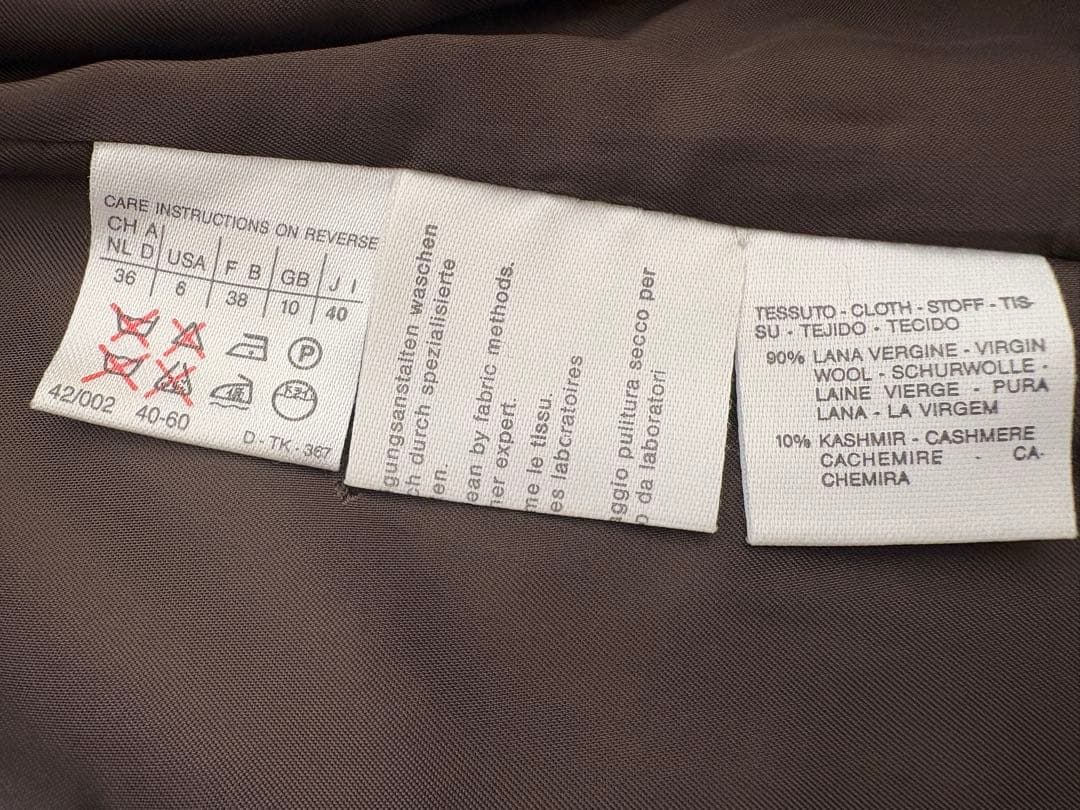 CARE INSTRUCTIONS ON REVERSE
CH A
NL D USA F B GB J I
36 6 38 10 40
P
42/002 40-60
D - TK - 367
gungsanstalten waschen
ch durch spezialisierte
en.
ean by fabric methods.
ner expert.
me le tissu.
es laboratoires
aggio pulitura secco per
o da laboratori
TESSUTO - CLOTH - STOFF - TIS-
SU - TEJIDO - TECIDO
90% LANA VERGINE - VIRGIN
WOOL - SCHURWOLLE -
LAINE VIERGE - PURA
LANA - LA VIRGEM
10% KASHMIR - CASHMERE
CACHEMIRE - CA-
CHEMIRA